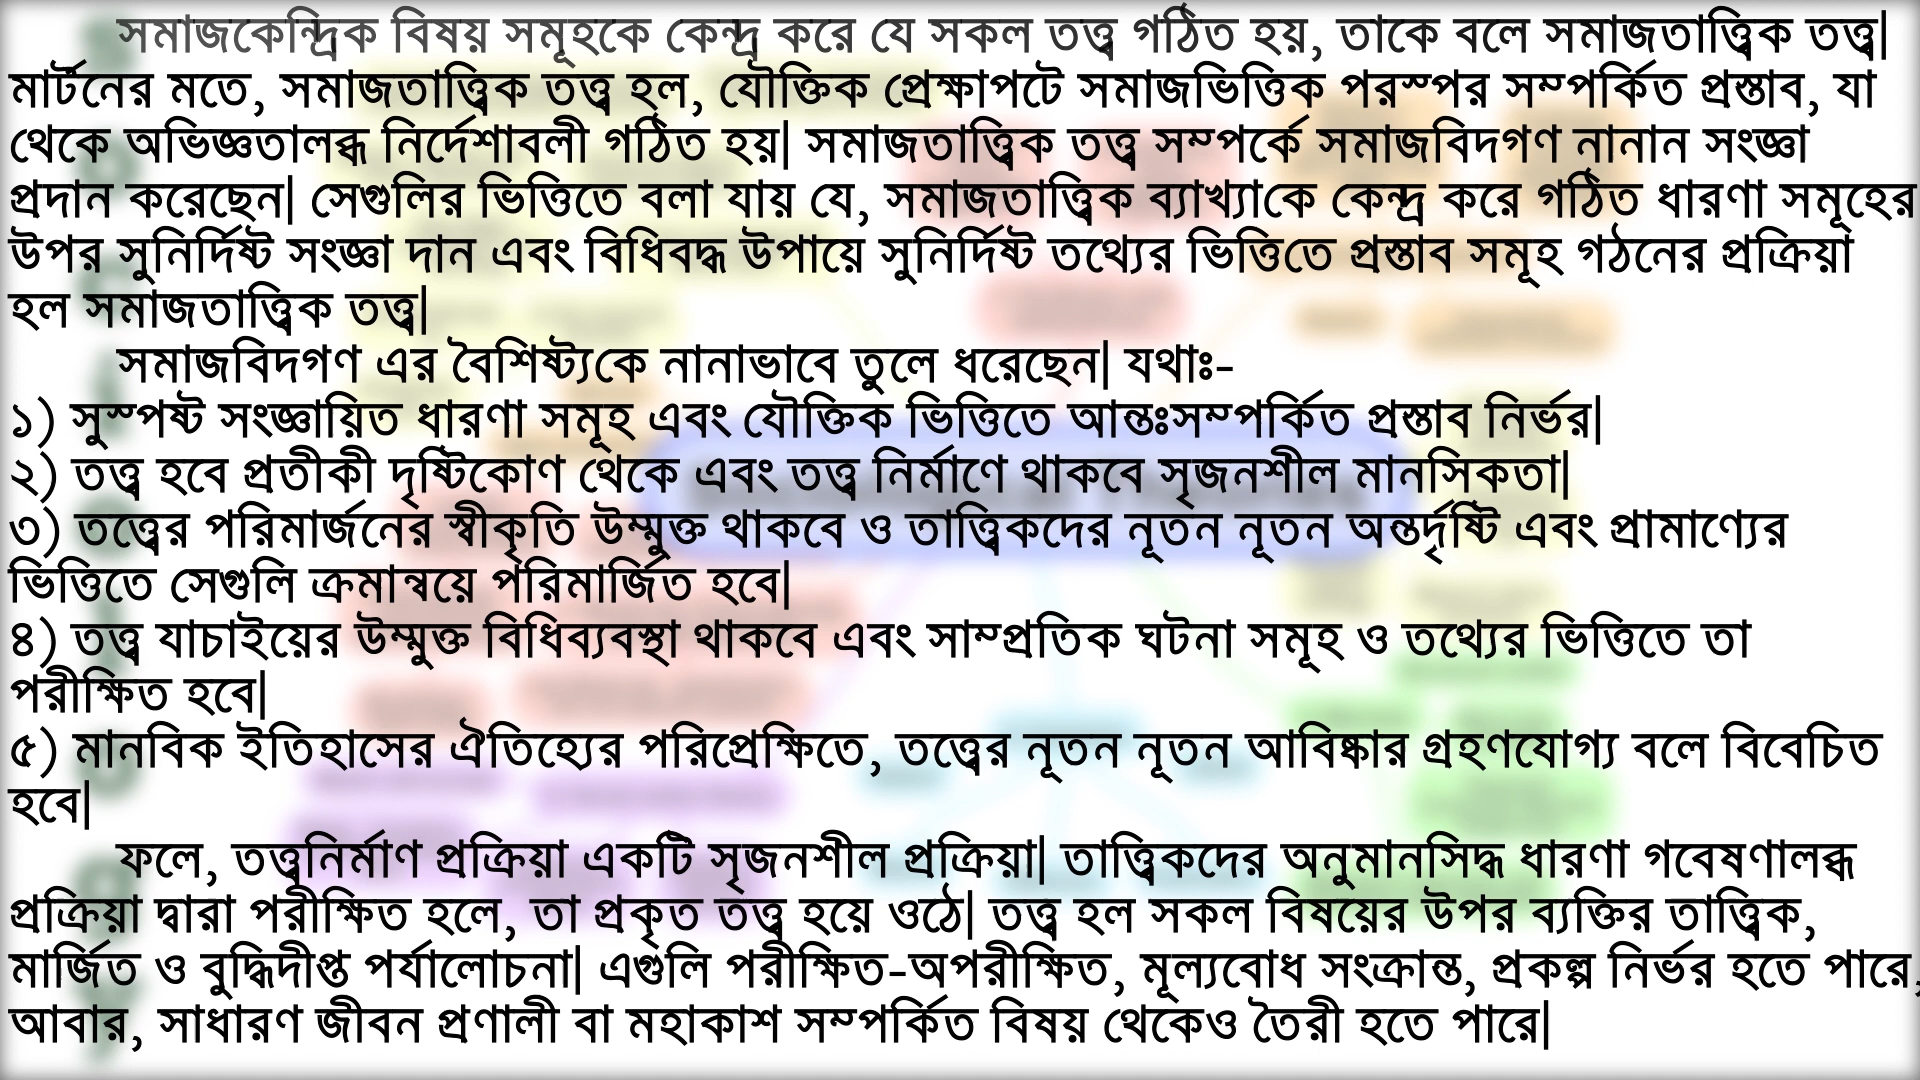 সমাজকেন্দ্রিক বিষয় সমূহকে কেন্দ্র করে যে সকল তত্ত্ব গঠিত হয়, তাকে বলে সমাজতাত্ত্বিক তত্ত্ব|
মার্টনের মতে, সমাজতাত্ত্বিক তত্ত্ব হল, যৌক্তিক প্রেক্ষাপটে সমাজভিত্তিক পরস্পর সম্পর্কিত প্রস্তাব, যা
থেকে অভিজ্ঞতালব্ধ নির্দেশাবলী গঠিত হয়| সমাজতাত্ত্বিক তত্ত্ব সম্পর্কে সমাজবিদগণ নানান সংজ্ঞা
প্রদান করেছেন| সেগুলির ভিত্তিতে বলা যায় যে, সমাজতাত্ত্বিক ব্যাখ্যাকে কেন্দ্র করে গঠিত ধারণা সমূহের
উপর সুনির্দিষ্ট সংজ্ঞা দান এবং বিধিবদ্ধ উপায়ে সুনির্দিষ্ট তথ্যের ভিত্তিতে প্রস্তাব সমূহ গঠনের প্রক্রিয়া
হল সমাজতাত্ত্বিক তত্ত্ব|
সমাজবিদগণ এর বৈশিষ্ট্যকে নানাভাবে তুলে ধরেছেন| যথাঃ-
১) সুস্পষ্ট সংজ্ঞায়িত ধারণা সমূহ এবং যৌক্তিক ভিত্তিতে আন্তঃসম্পর্কিত প্রস্তাব নির্ভর|
২) তত্ত্ব হবে প্রতীকী দৃষ্টিকোণ থেকে এবং তত্ত্ব নির্মাণে থাকবে সৃজনশীল মানসিকতা|
৩) তত্ত্বের পরিমার্জনের স্বীকৃতি উম্মুক্ত থাকবে ও তাত্ত্বিকদের নূতন নূতন অন্তর্দৃষ্টি এবং প্রামাণ্যের
ভিত্তিতে সেগুলি ক্রমান্বয়ে পরিমার্জিত হবে|
৪) তত্ত্ব যাচাইয়ের উম্মুক্ত বিধিব্যবস্থা থাকবে এবং সাম্প্রতিক ঘটনা সমূহ ও তথ্যের ভিত্তিতে তা
পরীক্ষিত হবে|
৫) মানবিক ইতিহাসের ঐতিহ্যের পরিপ্রেক্ষিতে, তত্ত্বের নূতন নূতন আবিষ্কার গ্রহণযোগ্য বলে বিবেচিত
হবে|
ফলে, তত্ত্বনির্মাণ প্রক্রিয়া একটি সৃজনশীল প্রক্রিয়া| তাত্ত্বিকদের অনুমানসিদ্ধ ধারণা গবেষণালব্ধ
প্রক্রিয়া দ্বারা পরীক্ষিত হলে, তা প্রকৃত তত্ত্ব হয়ে ওঠে| তত্ত্ব হল সকল বিষয়ের উপর ব্যক্তির তাত্ত্বিক,
মার্জিত ও বুদ্ধিদীপ্ত পর্যালোচনা| এগুলি পরীক্ষিত-অপরীক্ষিত, মূল্যবোধ সংক্রান্ত, প্রকল্প নির্ভর হতে পারে,
আবার, সাধারণ জীবন প্রণালী বা মহাকাশ সম্পর্কিত বিষয় থেকেও তৈরী হতে পারে|